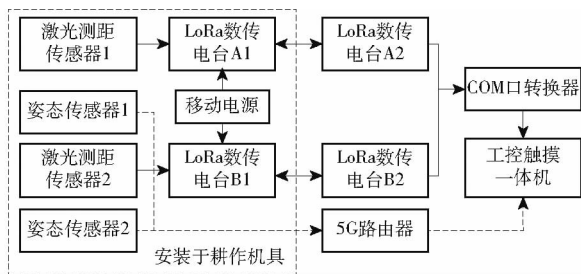 激光测距
传感器1
LoRa数传
电台A1
LoRa数传
电台A2
COM口转换器
姿态传感器1
移动电源
激光测距
传感器2
LoRa数传
电台B1
LoRa数传
电台B2
工控触摸
一体机
姿态传感器2
5G路由器
安装于耕作机具